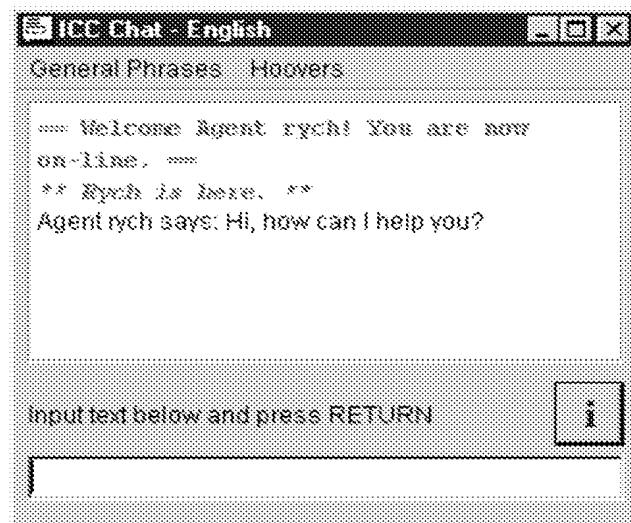 ICC Chat - English
General Phrases Hoovers
== Welcome Agent rych! You are now
on-line. ==
** Rych is here. **
Agent rych says: Hi, how can I help you?
Input text below and press RETURN
i